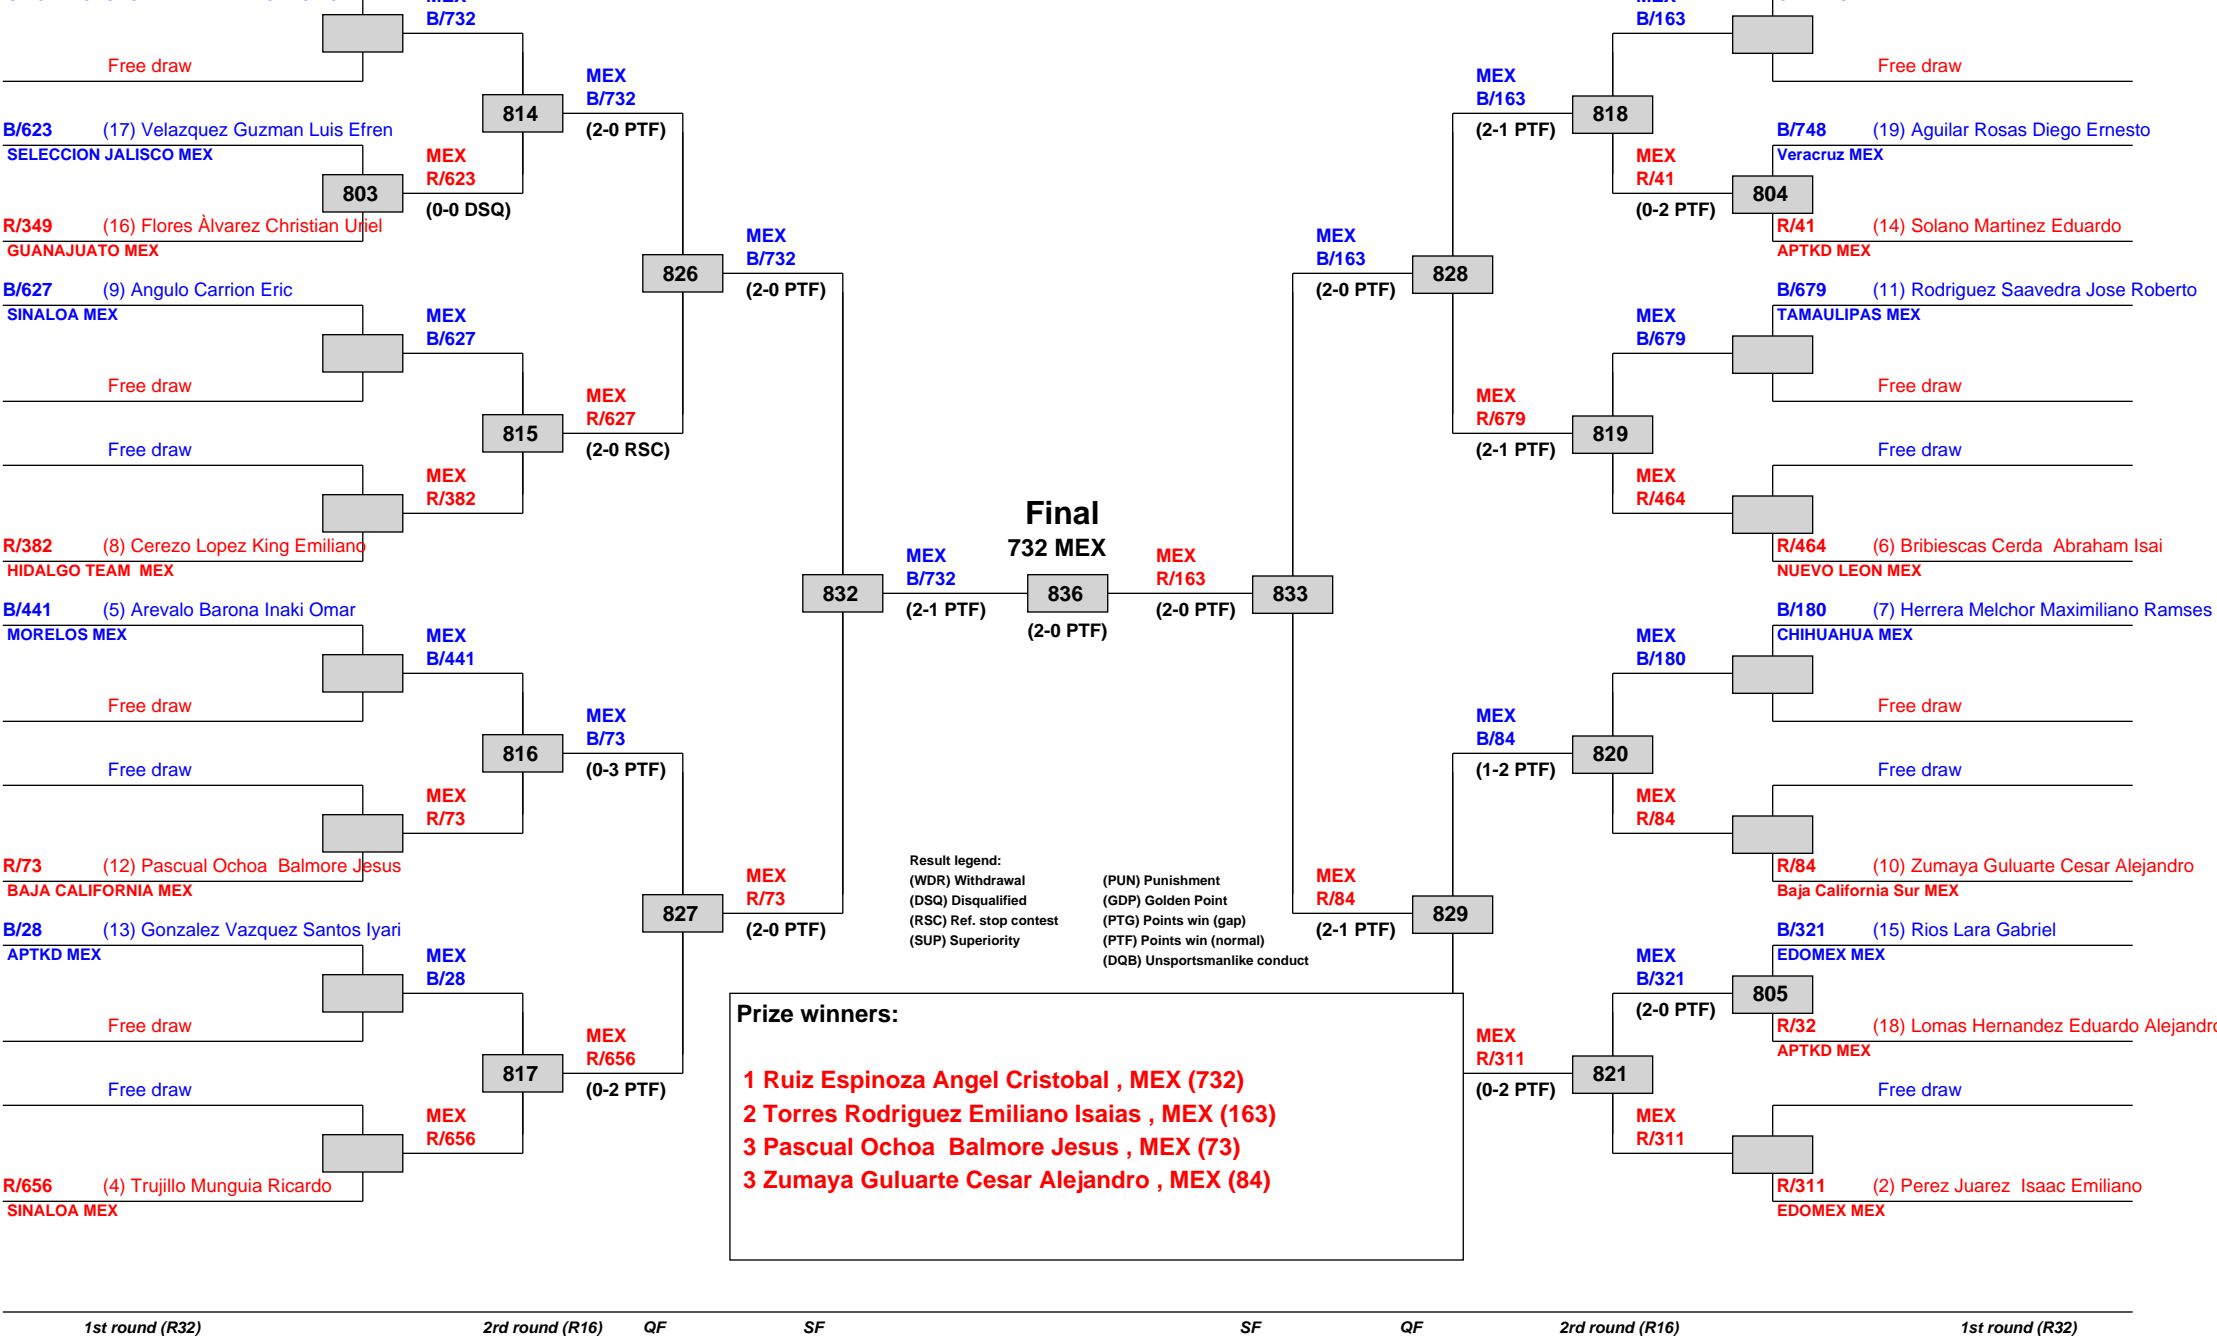 B/732
B/163
Free draw
Free draw
MEX
B/732
(2-0 PTF)
MEX
B/163
(2-1 PTF)
814
818
B/623 (17) Velazquez Guzman Luis Efren
SELECCION JALISCO MEX
MEX
R/623
(0-0 DSQ)
803
R/349 (16) Flores Àlvarez Christian Uriel
GUANAJUATO MEX
B/748 (19) Aguilar Rosas Diego Ernesto
Veracruz MEX
MEX
R/41
(0-2 PTF)
804
R/41 (14) Solano Martinez Eduardo
APTKD MEX
826
MEX
B/732
(2-0 PTF)
MEX
B/163
(2-0 PTF)
828
B/627 (9) Angulo Carrion Eric
SINALOA MEX
MEX
B/627
Free draw
815
MEX
R/627
(2-0 RSC)
Free draw
MEX
R/382
R/382 (8) Cerezo Lopez King Emiliano
HIDALGO TEAM MEX
B/679 (11) Rodriguez Saavedra Jose Roberto
TAMAULIPAS MEX
MEX
B/679
Free draw
MEX
R/679
(2-1 PTF)
819
Free draw
MEX
R/464
R/464 (6) Bribiescas Cerda Abraham Isai
NUEVO LEON MEX
Final
732 MEX
832
MEX
B/732
(2-1 PTF)
836
(2-0 PTF)
MEX
R/163
(2-0 PTF)
833
B/441 (5) Arevalo Barona Inaki Omar
MORELOS MEX
MEX
B/441
Free draw
816
MEX
B/73
(0-3 PTF)
Free draw
MEX
R/73
R/73 (12) Pascual Ochoa Balmore Jesus
BAJA CALIFORNIA MEX
B/180 (7) Herrera Melchor Maximiliano Ramses
CHIHUAHUA MEX
MEX
B/180
Free draw
MEX
B/84
(1-2 PTF)
820
Free draw
MEX
R/84
R/84 (10) Zumaya Guluarte Cesar Alejandro
Baja California Sur MEX
827
MEX
R/73
(2-0 PTF)
Result legend:
(WDR) Withdrawal
(DSQ) Disqualified
(RSC) Ref. stop contest
(SUP) Superiority
(PUN) Punishment
(GDP) Golden Point
(PTG) Points win (gap)
(PTF) Points win (normal)
(DQB) Unsportsmanlike conduct
MEX
R/84
(2-1 PTF)
829
B/28 (13) Gonzalez Vazquez Santos Iyari
APTKD MEX
MEX
B/28
Free draw
817
MEX
R/656
(0-2 PTF)
Free draw
MEX
R/656
R/656 (4) Trujillo Munguia Ricardo
SINALOA MEX
B/321 (15) Rios Lara Gabriel
EDOMEX MEX
MEX
B/321
(2-0 PTF)
805
R/32 (18) Lomas Hernandez Eduardo
APTKD MEX
MEX
R/311
(0-2 PTF)
821
Free draw
MEX
R/311
R/311 (2) Perez Juarez Isaac Emiliano
EDOMEX MEX
Prize winners:
1 Ruiz Espinoza Angel Cristobal , MEX (732)
2 Torres Rodriguez Emiliano Isaias , MEX (163)
3 Pascual Ochoa Balmore Jesus , MEX (73)
3 Zumaya Guluarte Cesar Alejandro , MEX (84)
1st round (R32) 2rd round (R16) QF SF SF QF 2rd round (R16) 1st round (R32)